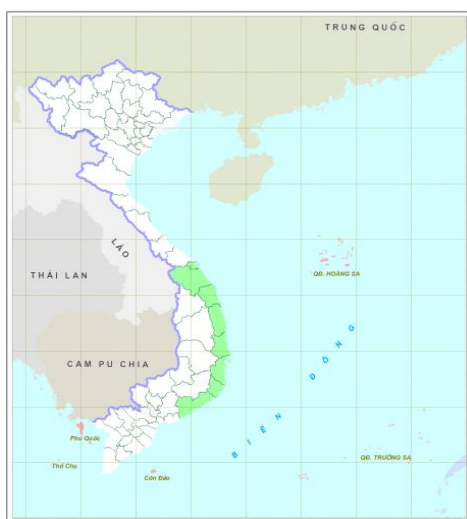 TRUNG QUỐC
LÀO
THÁI LAN
QĐ. HOÀNG SA
BIỂN ĐÔNG
CAM PU CHIA
Phú Quốc
QĐ. TRƯỜNG SA
Thổ Chu
Côn Đảo